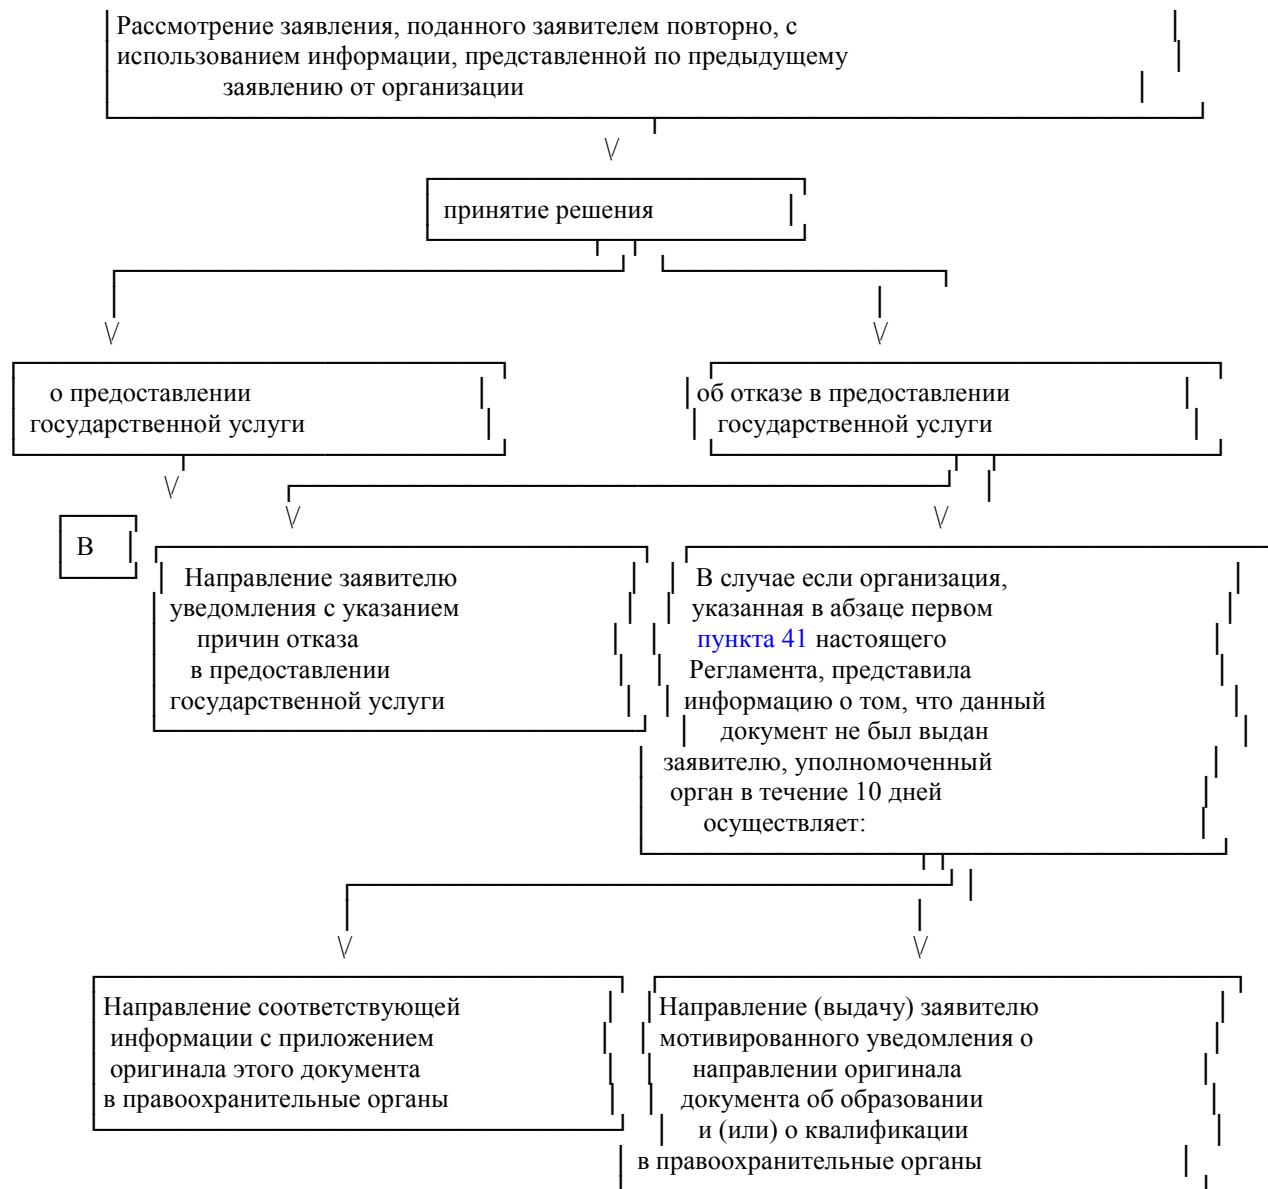 Рассмотрение заявления, поданного заявителем повторно, с
использованием информации, представленной по предыдущему
заявлению от организации
принятие решения
о предоставлении
государственной услуги
об отказе в предоставлении
государственной услуги
В
Направление заявителю
уведомления с указанием
причин отказа
в предоставлении
государственной услуги
В случае если организация,
указанная в абзаце первом
пункта 41 настоящего
Регламента, представила
информацию о том, что данный
документ не был выдан
заявителю, уполномоченный
орган в течение 10 дней
осуществляет:
Направление соответствующей
информации с приложением
оригинала этого документа
в правоохранительные органы
Направление (выдачу) заявителю
мотивированного уведомления о
направлении оригинала
документа об образовании
и (или) о квалификации
в правоохранительные органы